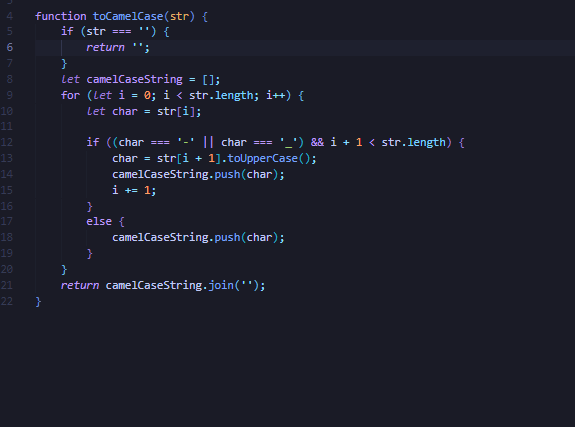 4 function toCamelCase(str) {
5 if (str === '') {
6 return '';
7 }
8 let camelCaseString = [];
9 for (let i = 0; i < str.length; i++) {
10 let char = str[i];
11
12 if ((char === '-' || char === '_') && i + 1 < str.length) {
13 char = str[i + 1].toUpperCase();
14 camelCaseString.push(char);
15 i += 1;
16 }
17 else {
18 camelCaseString.push(char);
19 }
20 }
21 return camelCaseString.join('');
22 }